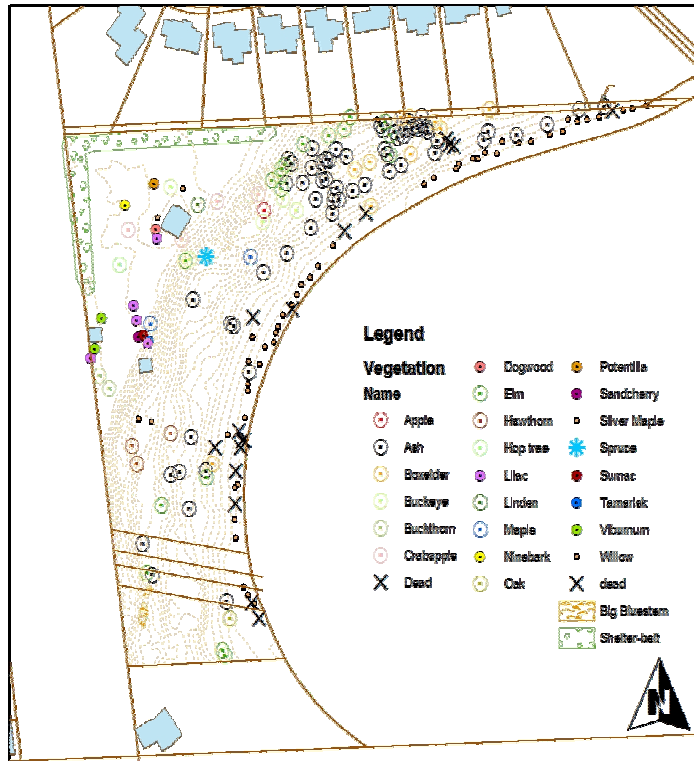 Legend
Vegetation
Name
Apple
Ash
Boxelder
Buckeye
Buckthorn
Crabapple
Dead
Dogwood
Elm
Hawthorn
Hop tree
Lilac
Linden
Maple
Ninebark
Oak
Potentilla
Sandcherry
Silver Maple
Spruce
Sumac
Tamarisk
Viburnum
Willow
dead
Big Bluestem
Shelter-belt
N